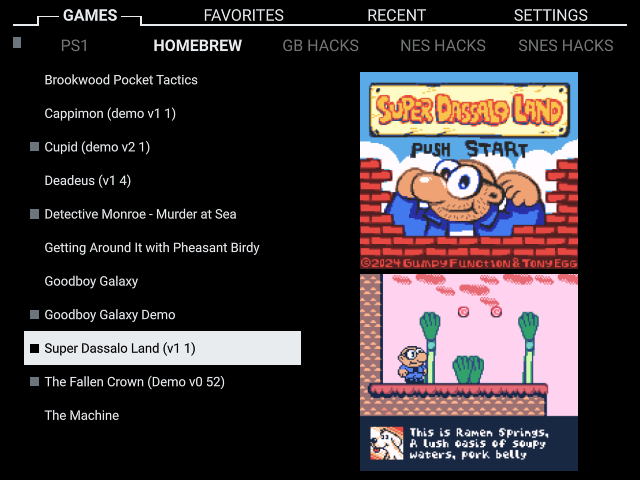 GAMES FAVORITES RECENT SETTINGS
PS1 HOMEBREW GB HACKS NES HACKS SNES HACKS
Brookwood Pocket Tactics
Cappimon (demo v1 1)
Cupid (demo v2 1)
Deadeus (v1 4)
Detective Monroe - Murder at Sea
Getting Around It with Pheasant Birdy
Goodboy Galaxy
Goodboy Galaxy Demo
Super Dassalo Land (v1 1)
The Fallen Crown (Demo v0 52)
The Machine
SUPER DASSALO LAND
PUSH START
©2024 GUMPY FUNCTION & TONY EGG
This is Ramen Springs,
A lush oasis of soupy
waters, pork belly